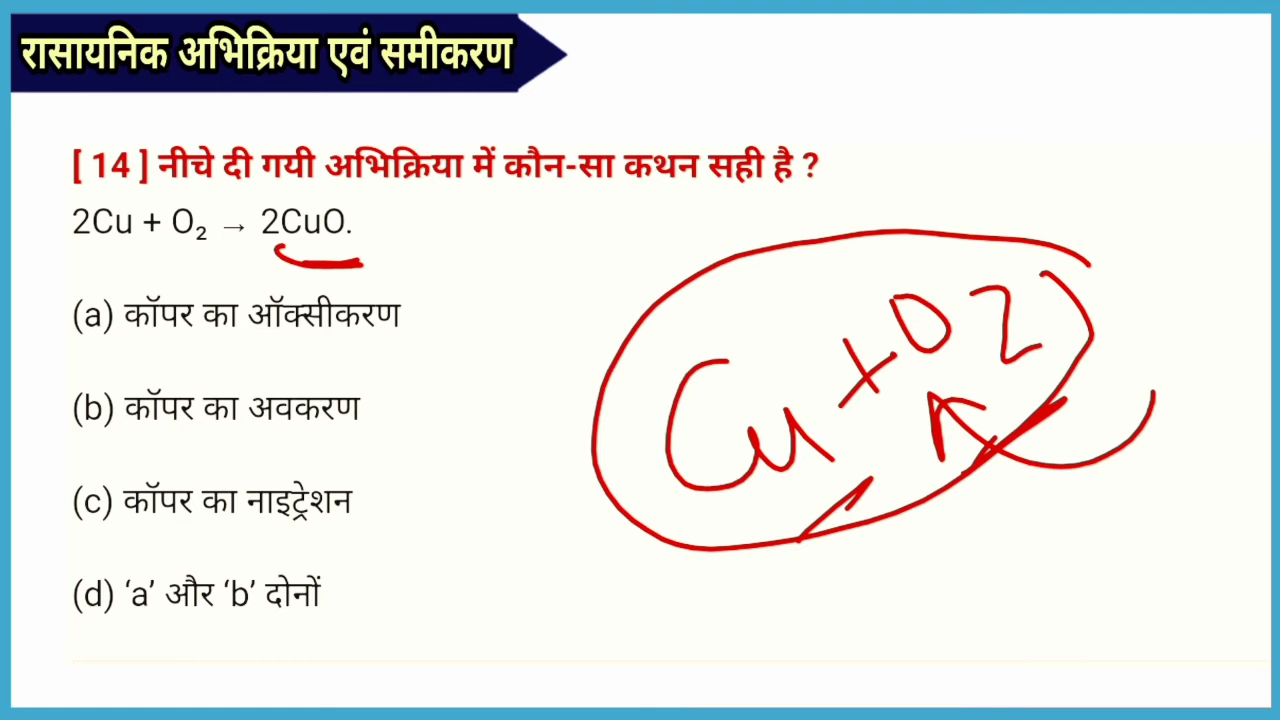 रासायनिक अभिक्रिया एवं समीकरण
[ 14 ] नीचे दी गयी अभिक्रिया में कौन-सा कथन सही है ?
2Cu + O₂ → 2CuO.
(a) कॉपर का ऑक्सीकरण
(b) कॉपर का अवकरण
(c) कॉपर का नाइट्रेशन
(d) ‘a’ और ‘b’ दोनों
Cu + O2